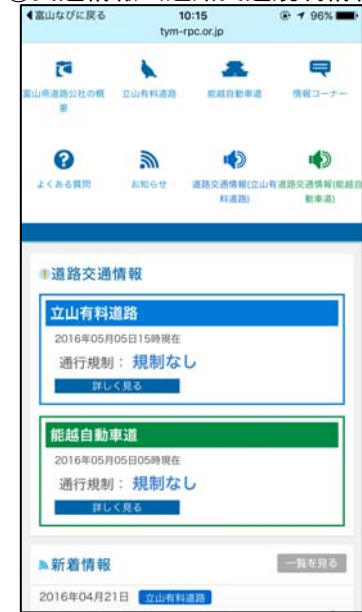 富山なびに戻る 10:15 96%
tym-rpc.or.jp
富山県道路公社の概要
立山有料道路
能越自動車道
情報コーナー
よくある質問
お知らせ
道路交通情報(立山有料道路)
道路交通情報(能越自動車道)
道路交通情報
立山有料道路
2016年05月05日15時現在
通行規制： 規制なし
詳しく見る
能越自動車道
2016年05月05日05時現在
通行規制： 規制なし
詳しく見る
新着情報 一覧を見る
2016年04月21日 立山有料道路